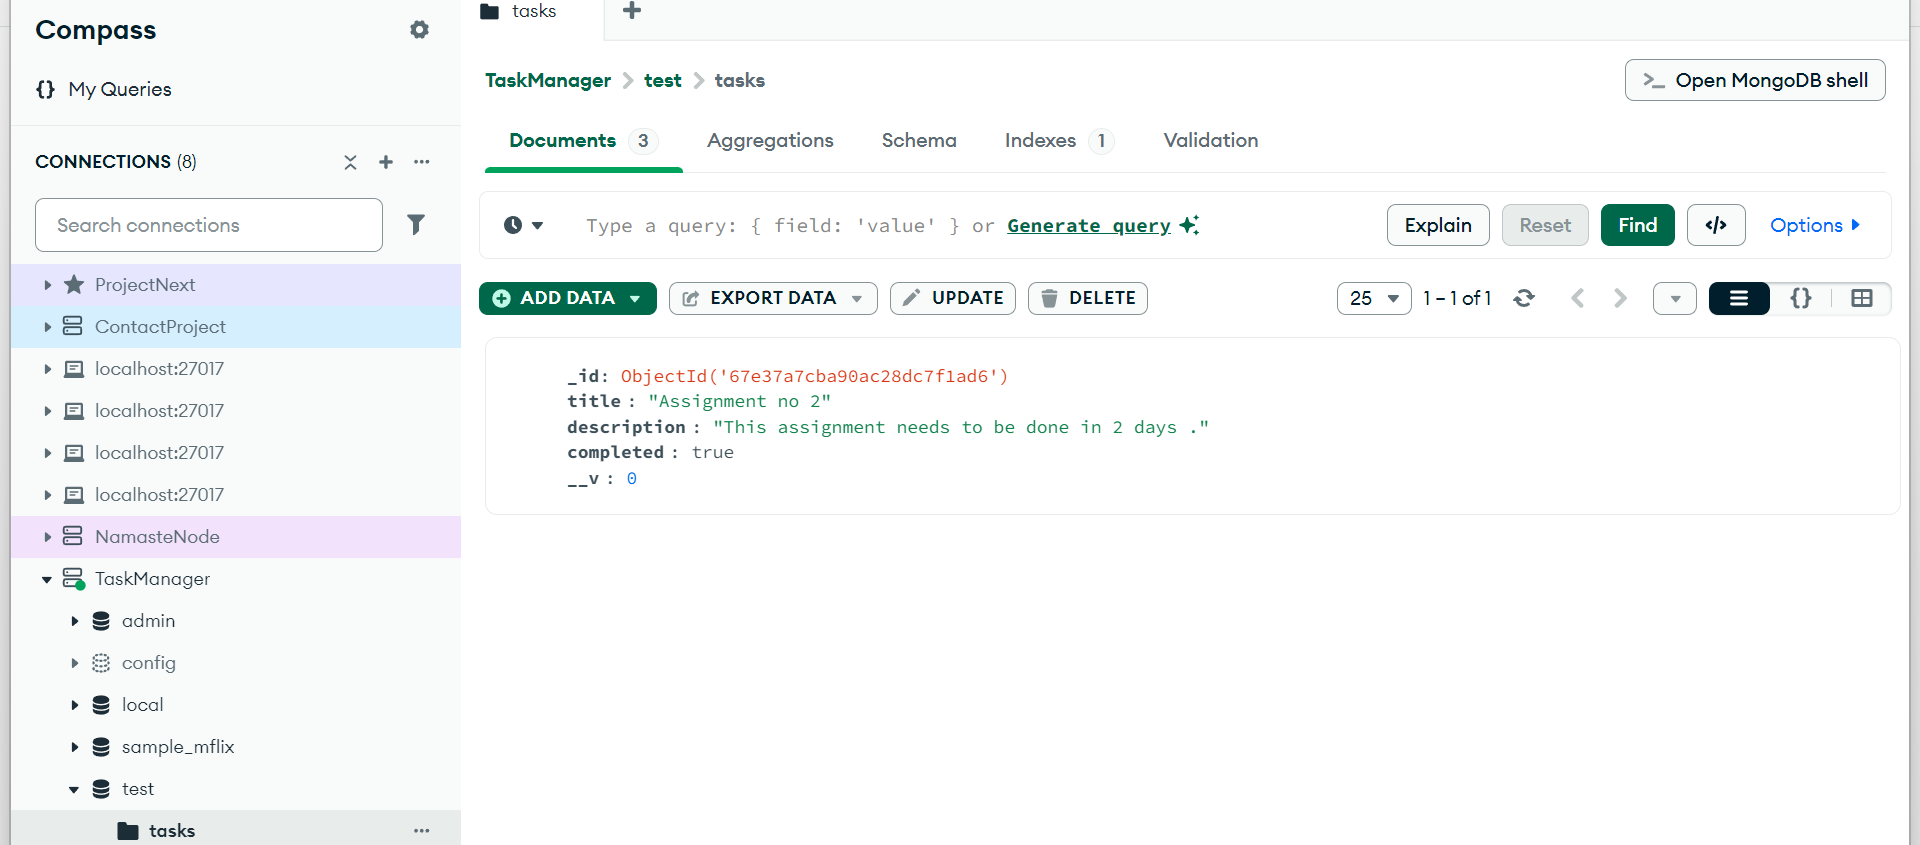 Compass
My Queries
CONNECTIONS (8)
Search connections
ProjectNext
ContactProject
localhost:27017
localhost:27017
localhost:27017
localhost:27017
NamasteNode
TaskManager
admin
config
local
sample_mflix
test
tasks
tasks
TaskManager > test > tasks
>_ Open MongoDB shell
Documents 3 Aggregations Schema Indexes 1 Validation
Type a query: { field: 'value' } or Generate query
Explain Reset Find </> Options
ADD DATA EXPORT DATA UPDATE DELETE
25 1 – 1 of 1 {}
_id: ObjectId('67e37a7cba90ac28dc7f1ad6')
title : "Assignment no 2"
description : "This assignment needs to be done in 2 days ."
completed : true
__v : 0